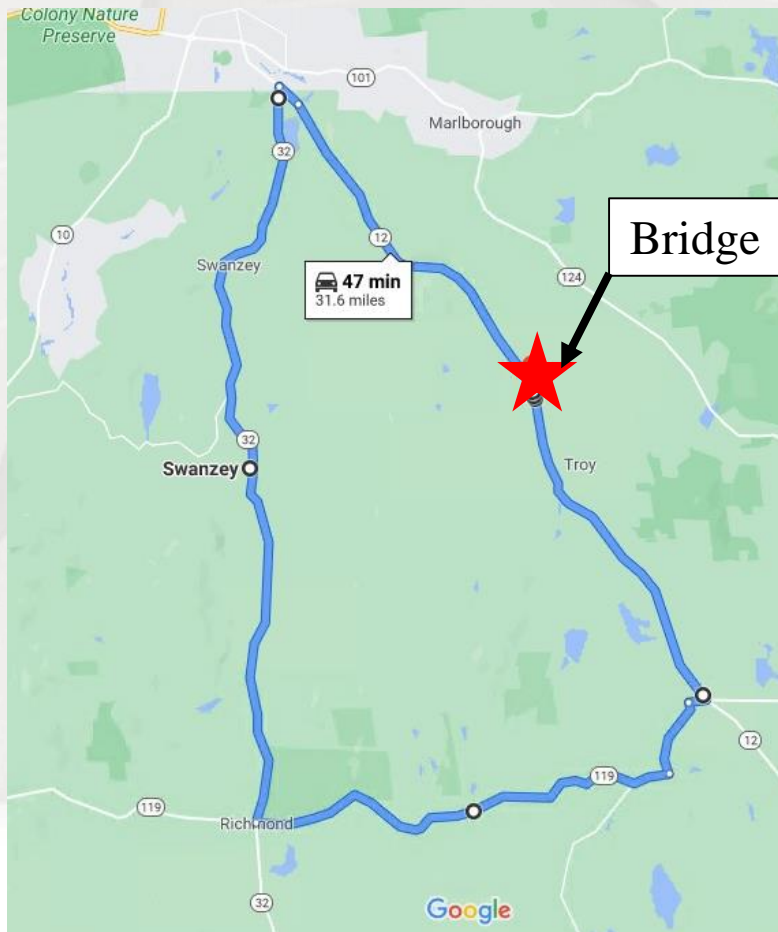 Colony Nature
Preserve
101
Marlborough
32
10
12
Bridge
Swanzey
47 min
31.6 miles
124
32
Swanzey
Troy
12
119
119
Richmond
32
Google